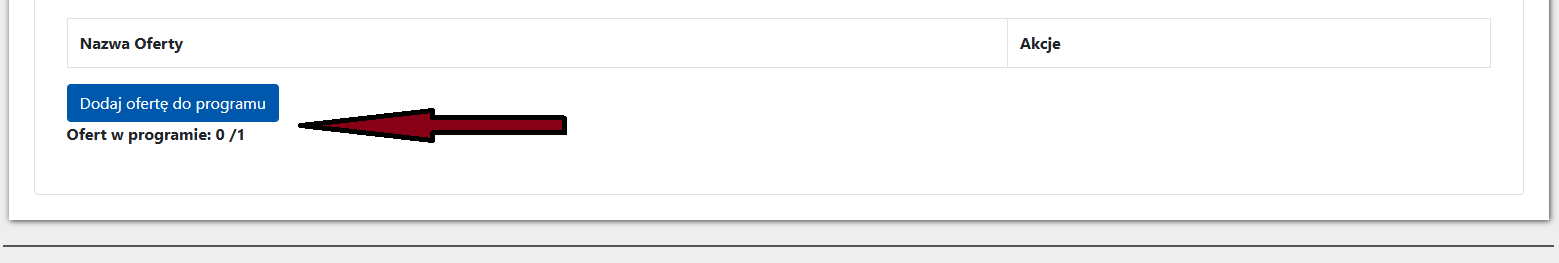 Nazwa Oferty Akcje
Dodaj ofertę do programu
Ofert w programie: 0 /1